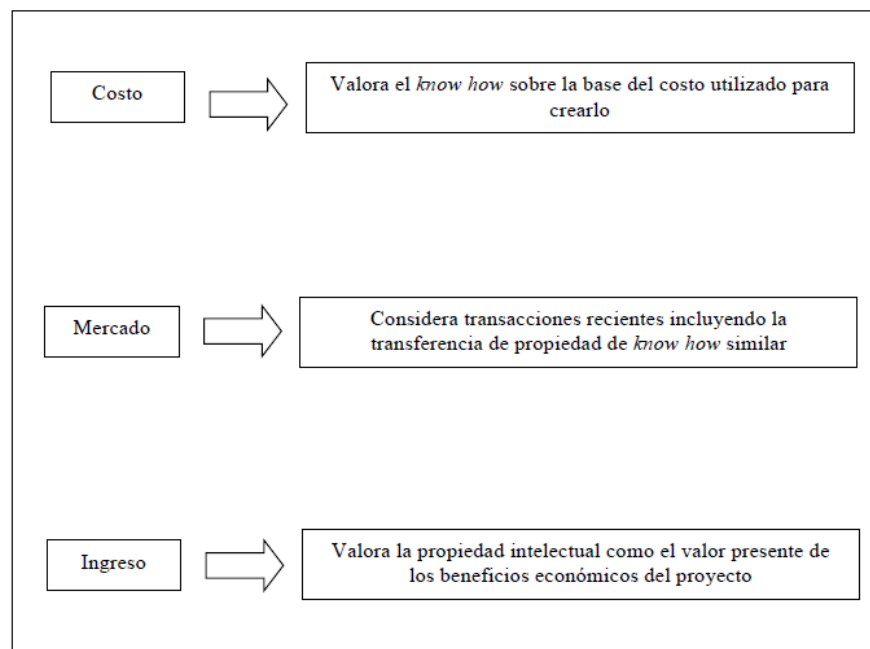 Costo
Valora el know how sobre la base del costo utilizado para
crearlo
Mercado
Considera transacciones recientes incluyendo la
transferencia de propiedad de know how similar
Ingreso
Valora la propiedad intelectual como el valor presente de
los beneficios económicos del proyecto